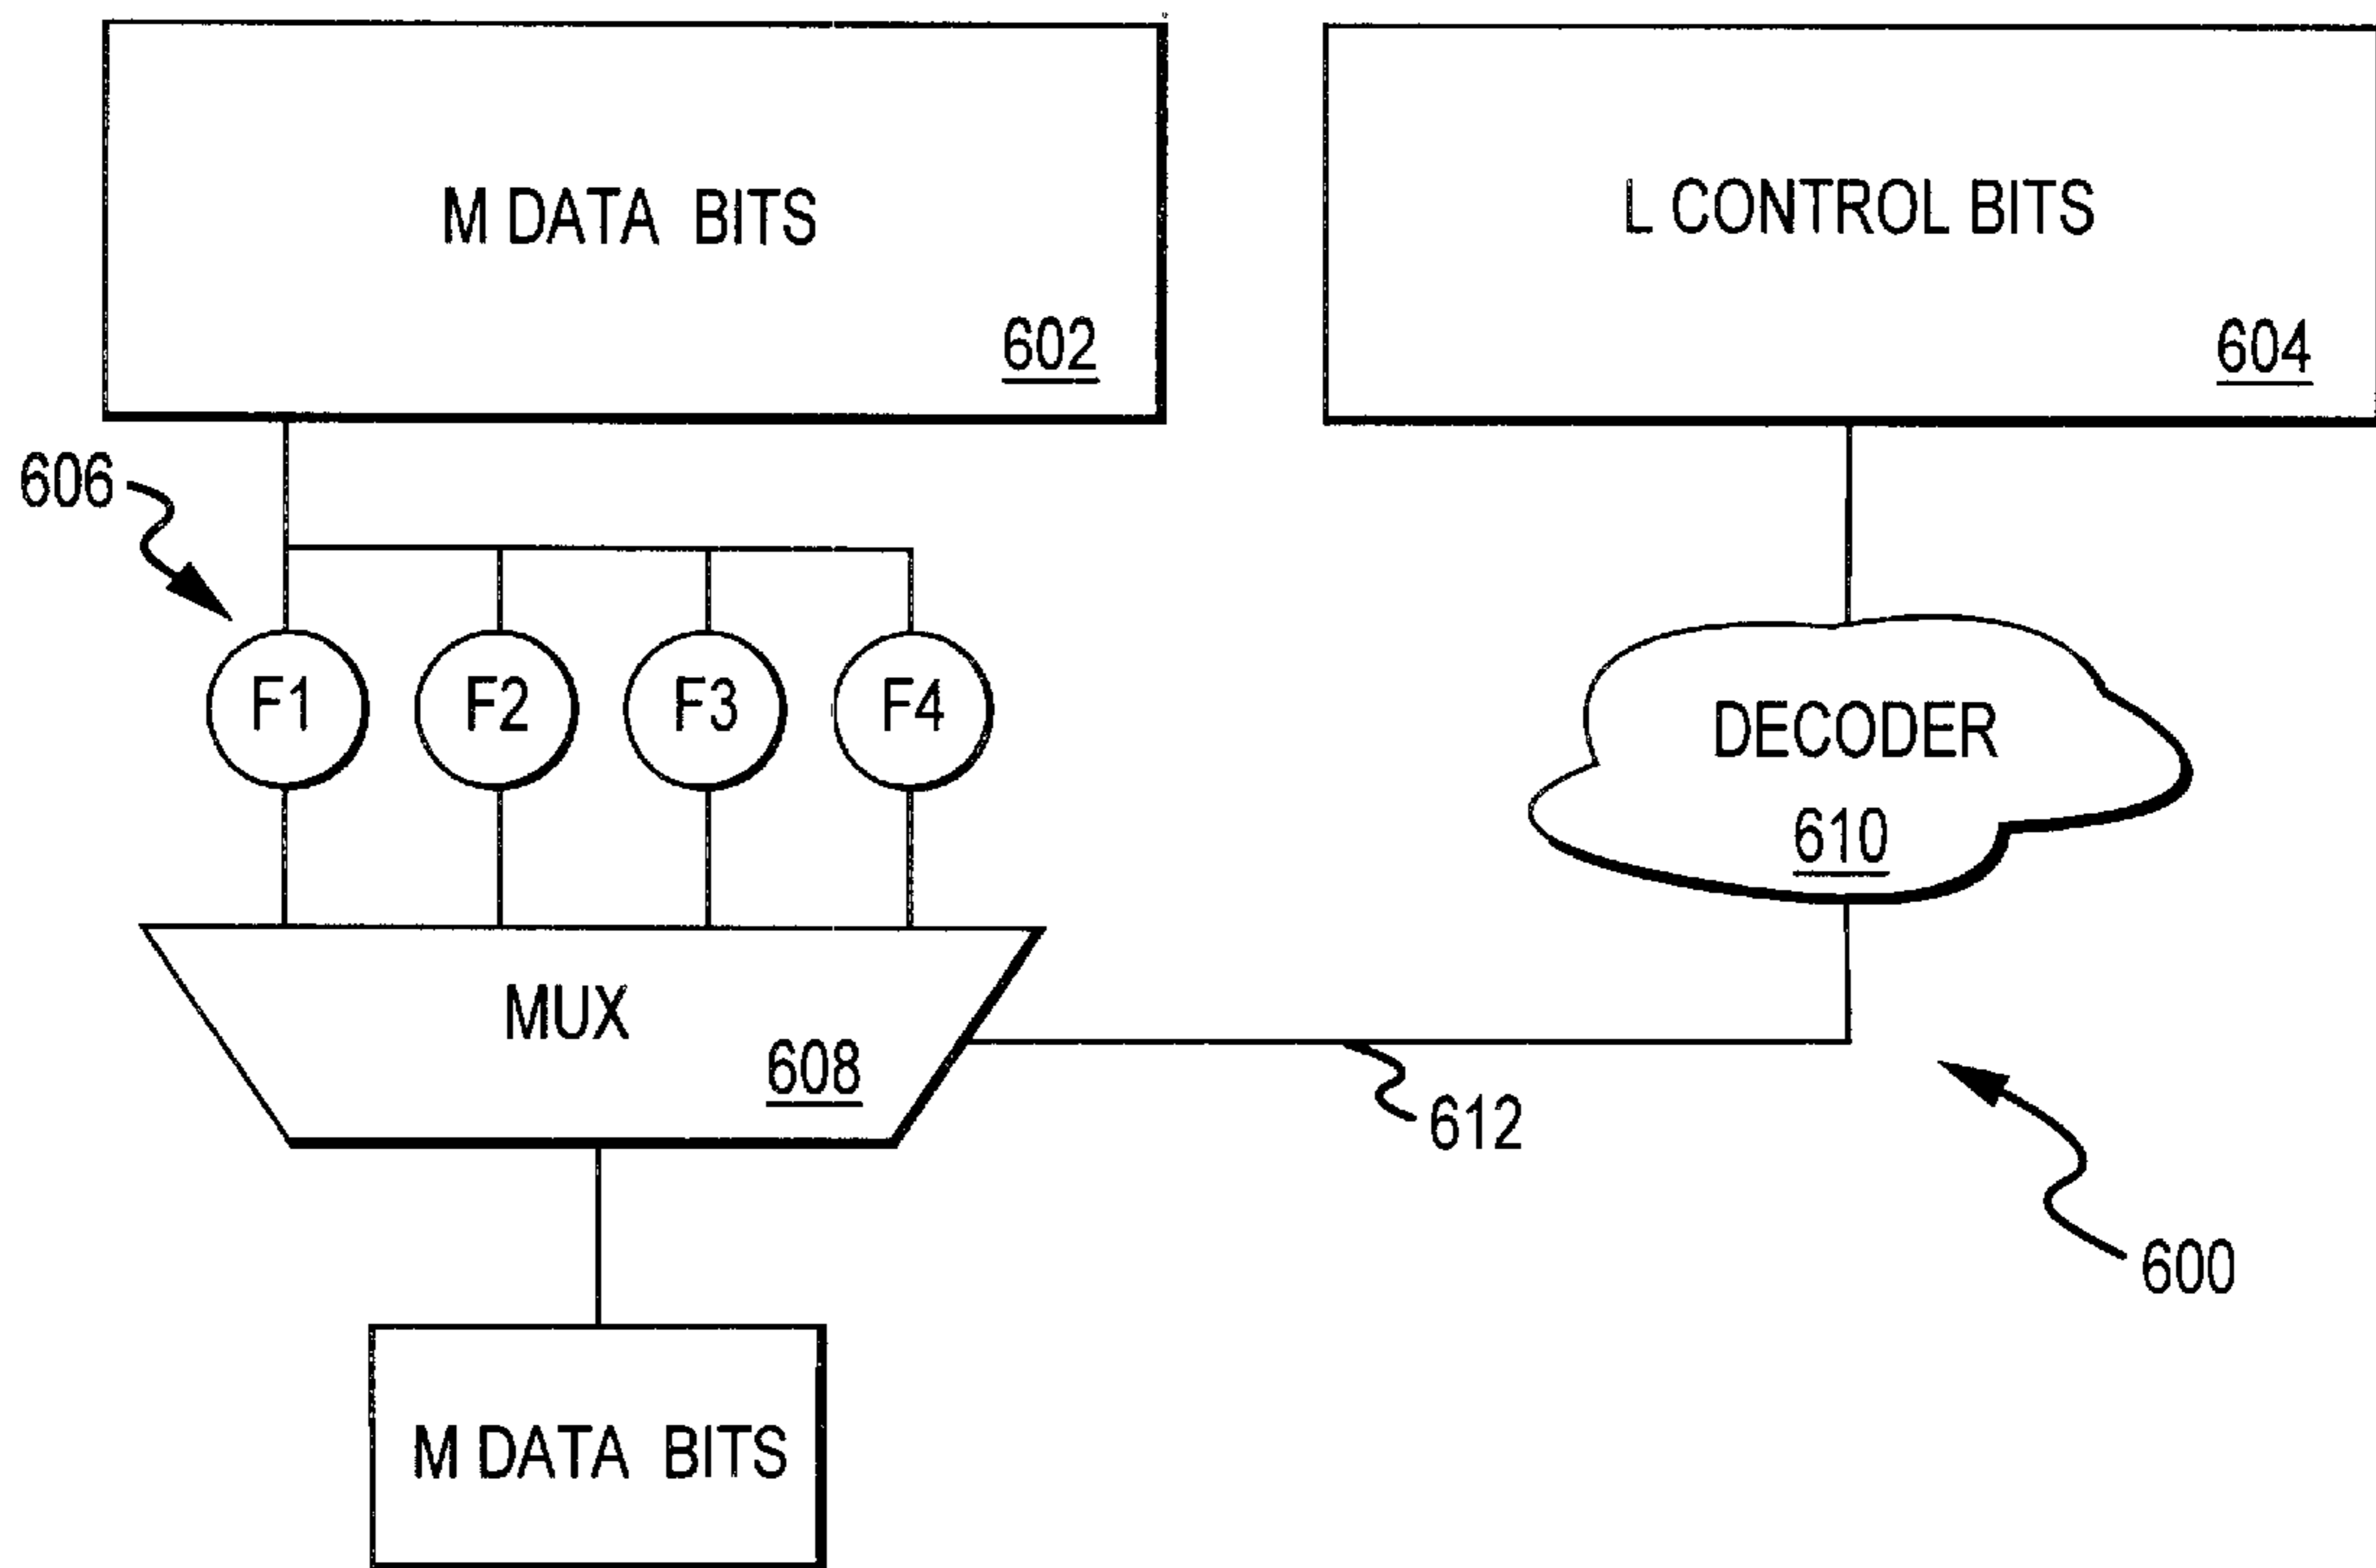 M DATA BITS
602
L CONTROL BITS
604
606
F1
F2
F3
F4
DECODER
610
MUX
608
612
600
M DATA BITS